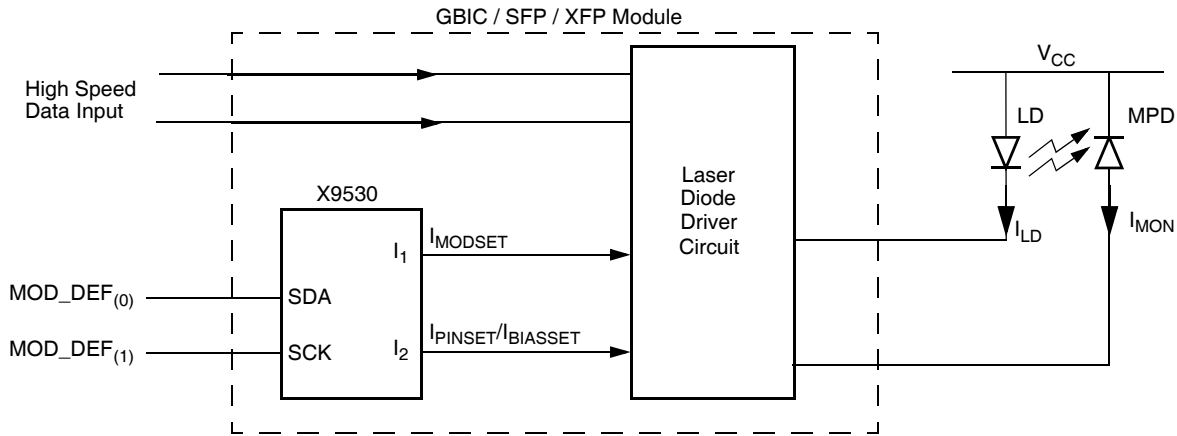 GBIC / SFP / XFP Module
High Speed
Data Input
V_CC
LD
MPD
Laser
Diode
Driver
Circuit
X9530
I_1
I_MODSET
I_LD
I_MON
MOD_DEF_(0)
SDA
MOD_DEF_(1)
SCK
I_2
I_PINSET/I_BIASSET